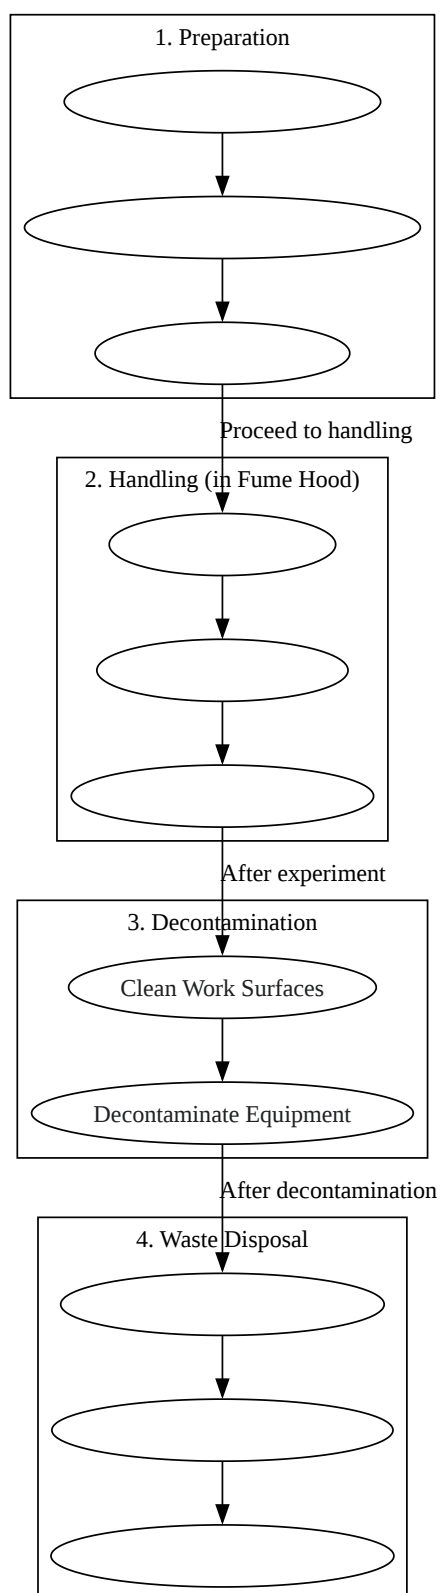 1. Preparation
Proceed to handling
2. Handling (in Fume Hood)
After experiment
3. Decontamination
Clean Work Surfaces
Decontaminate Equipment
After decontamination
4. Waste Disposal